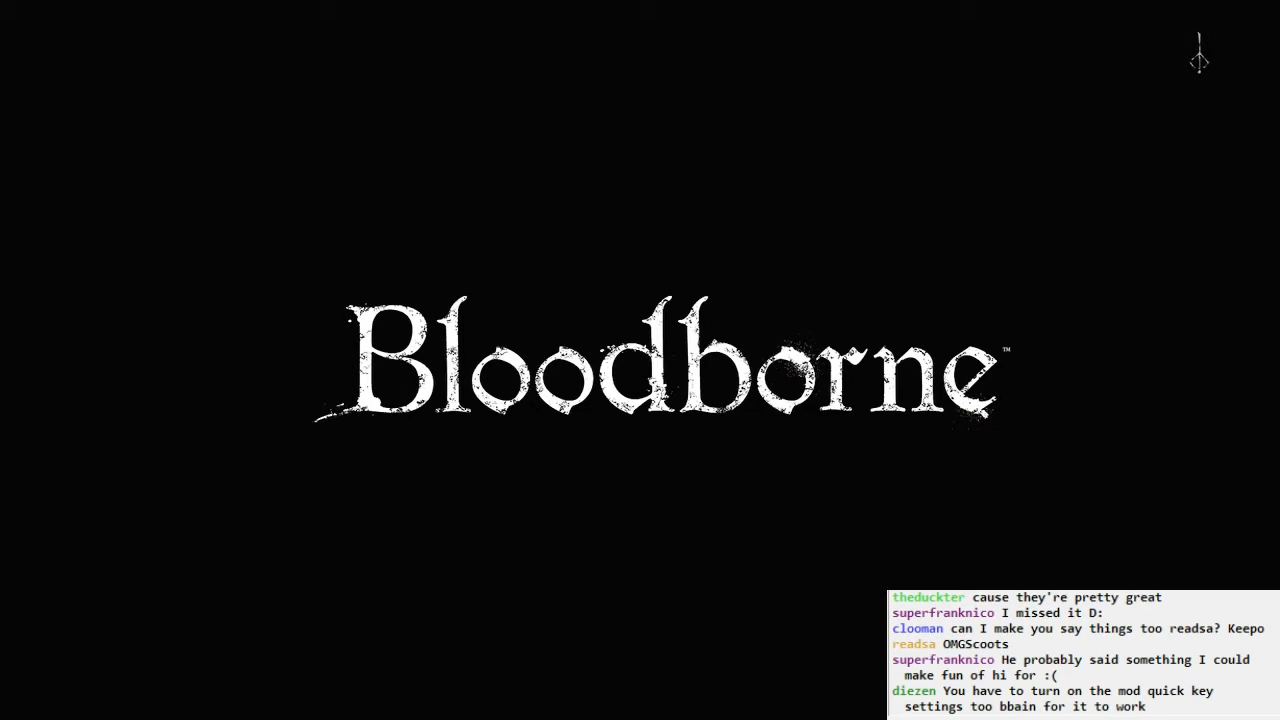 Bloodborne™
theduckter cause they're pretty great
superfranknico I missed it D:
clooman can I make you say things too readsa? Keepo
readsa OMGScoots
superfranknico He probably said something I could
make fun of hi for :(
diezen You have to turn on the mod quick key
settings too bbain for it to work